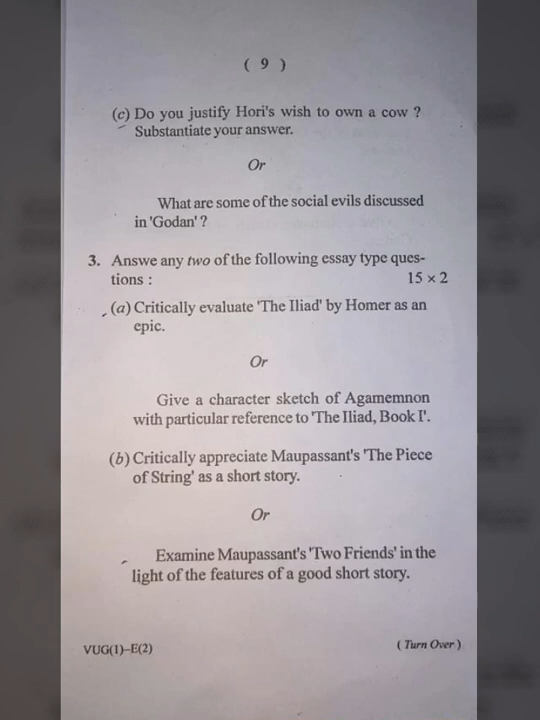 ( 9 )
(c) Do you justify Hori's wish to own a cow ?
Substantiate your answer.
Or
What are some of the social evils discussed
in 'Godan' ?
3. Answe any two of the following essay type ques-
tions : 15 × 2
(a) Critically evaluate 'The Iliad' by Homer as an
epic.
Or
Give a character sketch of Agamemnon
with particular reference to 'The Iliad, Book I'.
(b) Critically appreciate Maupassant's 'The Piece
of String' as a short story.
Or
Examine Maupassant's 'Two Friends' in the
light of the features of a good short story.
VUG(1)–E(2) ( Turn Over )